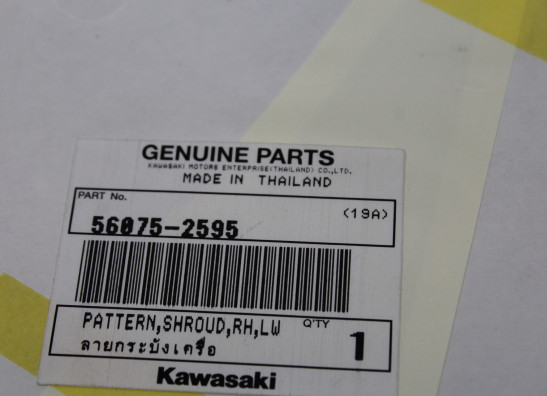 GENUINE PARTS
KAWASAKI MOTORS ENTERPRISE(THAILAND) CO.,LTD.
MADE IN THAILAND
PART No.
(19A)
56075-2595
PATTERN,SHROUD,RH,LW
Q'TY
1
ลายกระบังเครื่อ
Kawasaki